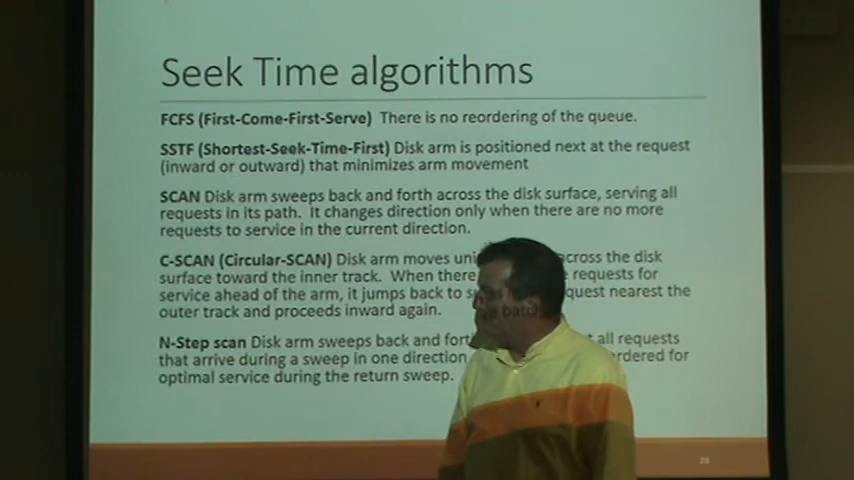 Seek Time algorithms
FCFS (First-Come-First-Serve) There is no reordering of the queue.
SSTF (Shortest-Seek-Time-First) Disk arm is positioned next at the request
(inward or outward) that minimizes arm movement
SCAN Disk arm sweeps back and forth across the disk surface, serving all
requests in its path. It changes direction only when there are no more
requests to service in the current direction.
C-SCAN (Circular-SCAN) Disk arm moves across the disk
surface toward the inner track. When there requests for
service ahead of the arm, it jumps back to nearest the
outer track and proceeds inward again.
N-Step scan Disk arm sweeps back and all requests
that arrive during a sweep in one direction for
optimal service during the return sweep.
28